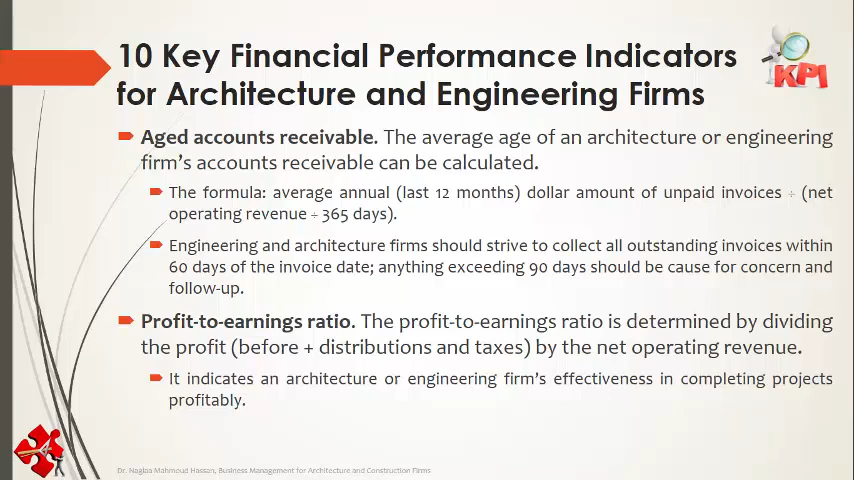 10 Key Financial Performance Indicators
for Architecture and Engineering Firms
KPI
Aged accounts receivable. The average age of an architecture or engineering
firm's accounts receivable can be calculated.
The formula: average annual (last 12 months) dollar amount of unpaid invoices ÷ (net
operating revenue ÷ 365 days).
Engineering and architecture firms should strive to collect all outstanding invoices within
60 days of the invoice date; anything exceeding 90 days should be cause for concern and
follow-up.
Profit-to-earnings ratio. The profit-to-earnings ratio is determined by dividing
the profit (before + distributions and taxes) by the net operating revenue.
It indicates an architecture or engineering firm's effectiveness in completing projects
profitably.
Dr. Naglaa Mahmoud Hassan, Business Management for Architecture and Construction Firms